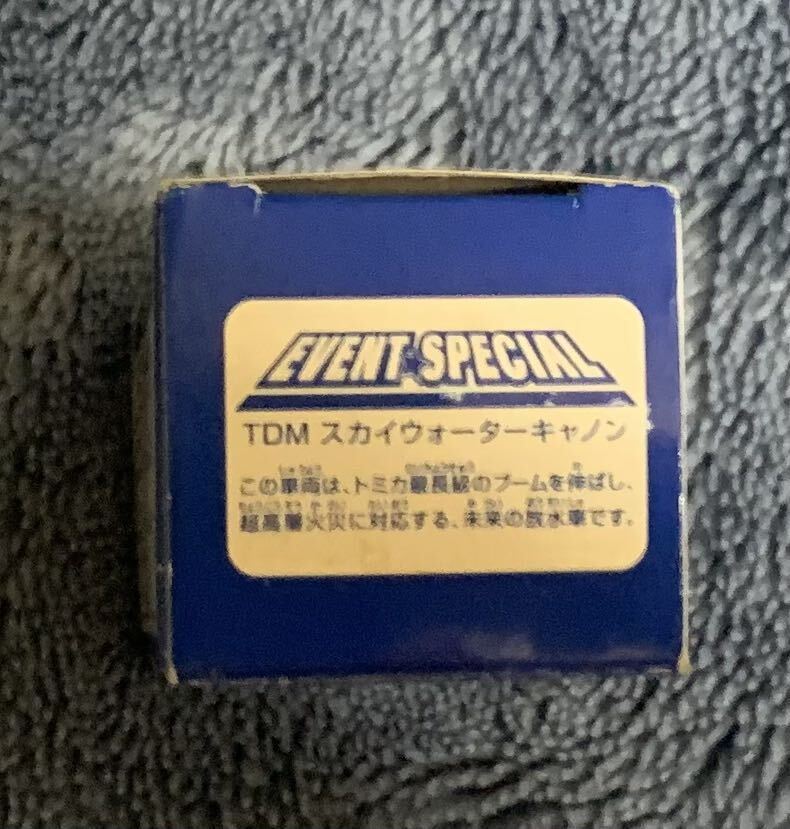 EVENT SPECIAL
TDM スカイウォーターキャノン
この車両は、トミカ最長級のブームを伸ばし、
超高層火災に対応する、未来の放水車です。